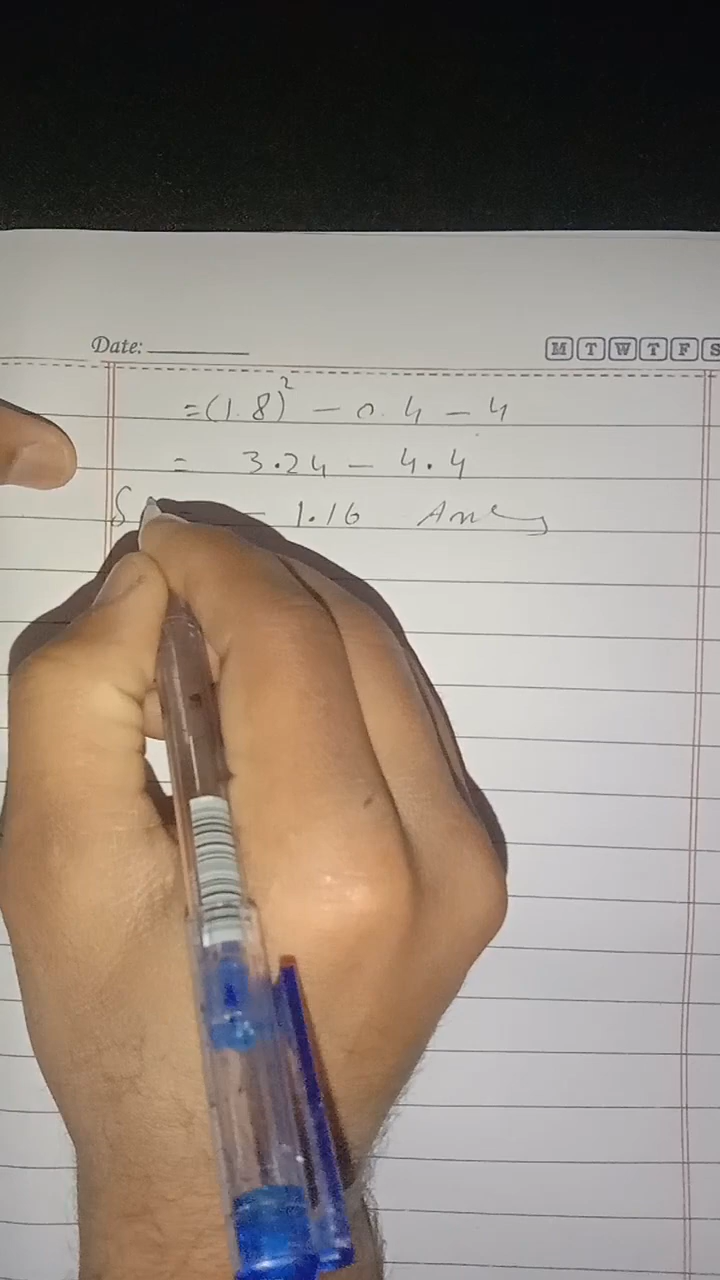 Date:
M T W T F S
=(1.8)² - 0.4 - 4
= 3.24 - 4.4
S - 1.16 Ans